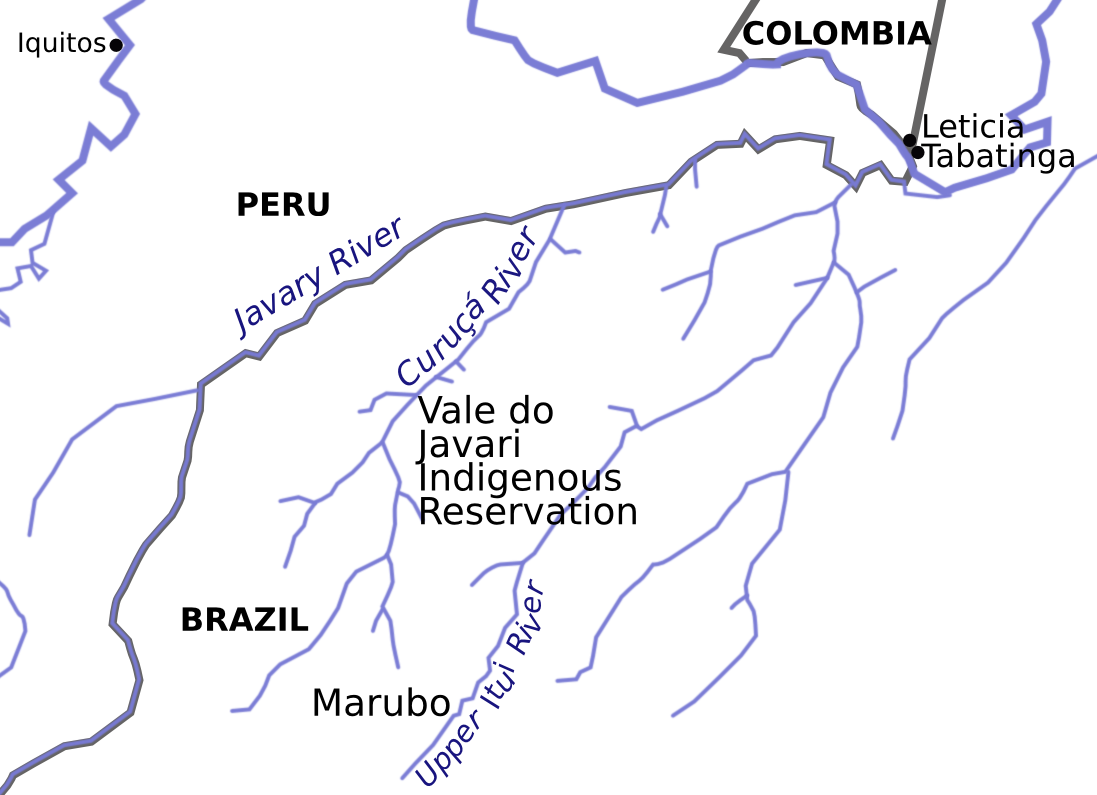 COLOMBIA
Iquitos
Leticia
Tabatinga
PERU
Javary River
Curuçá River
Vale do
Javari
Indigenous
Reservation
BRAZIL
Upper Itui River
Marubo